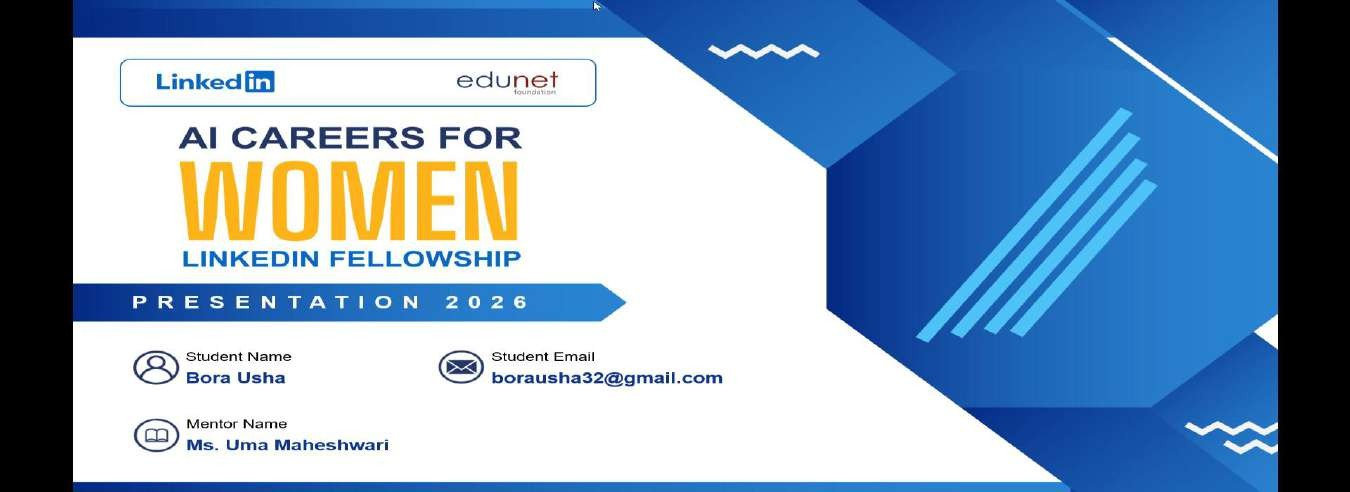 LinkedIn
edunet
foundation
AI CAREERS FOR
WOMEN
LINKEDIN FELLOWSHIP
PRESENTATION 2026
Student Name
Bora Usha
Student Email
borausha32@gmail.com
Mentor Name
Ms. Uma Maheshwari